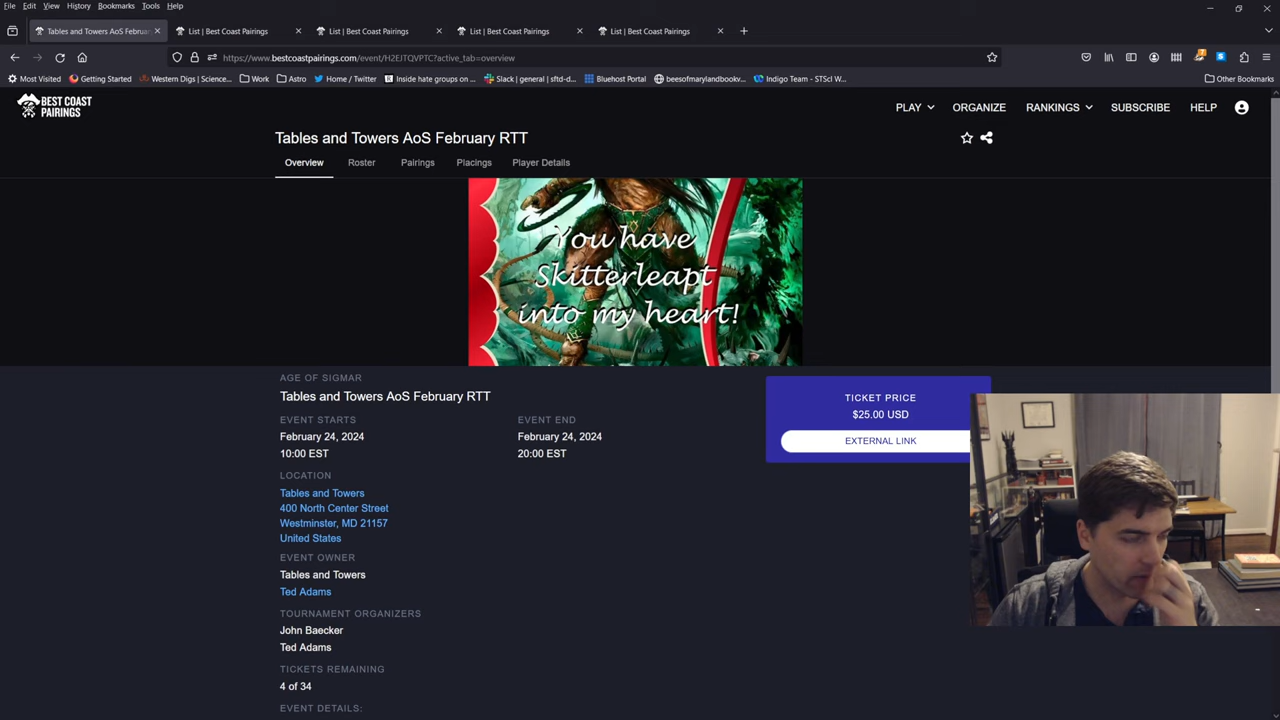 File Edit View History Bookmarks Tools Help
Tables and Towers AoS Februar
List | Best Coast Pairings
List | Best Coast Pairings
List | Best Coast Pairings
List | Best Coast Pairings
https://www.bestcoastpairings.com/event/H2EJTQVPTC?active_tab=overview
Most Visited Getting Started Western Digs | Science... Work Astro Home / Twitter Inside hate groups on ... Slack | general | sftd-d... Bluehost Portal beesofmarylandbookv... Indigo Team - STScI W... Other Bookmarks
BEST COAST
PAIRINGS
PLAY ORGANIZE RANKINGS SUBSCRIBE HELP
Tables and Towers AoS February RTT
Overview Roster Pairings Placings Player Details
You have
Skitterleapt
into my heart!
AGE OF SIGMAR
Tables and Towers AoS February RTT
EVENT STARTS
February 24, 2024
10:00 EST
EVENT END
February 24, 2024
20:00 EST
TICKET PRICE
$25.00 USD
EXTERNAL LINK
LOCATION
Tables and Towers
400 North Center Street
Westminster, MD 21157
United States
EVENT OWNER
Tables and Towers
Ted Adams
TOURNAMENT ORGANIZERS
John Baecker
Ted Adams
TICKETS REMAINING
4 of 34
EVENT DETAILS: